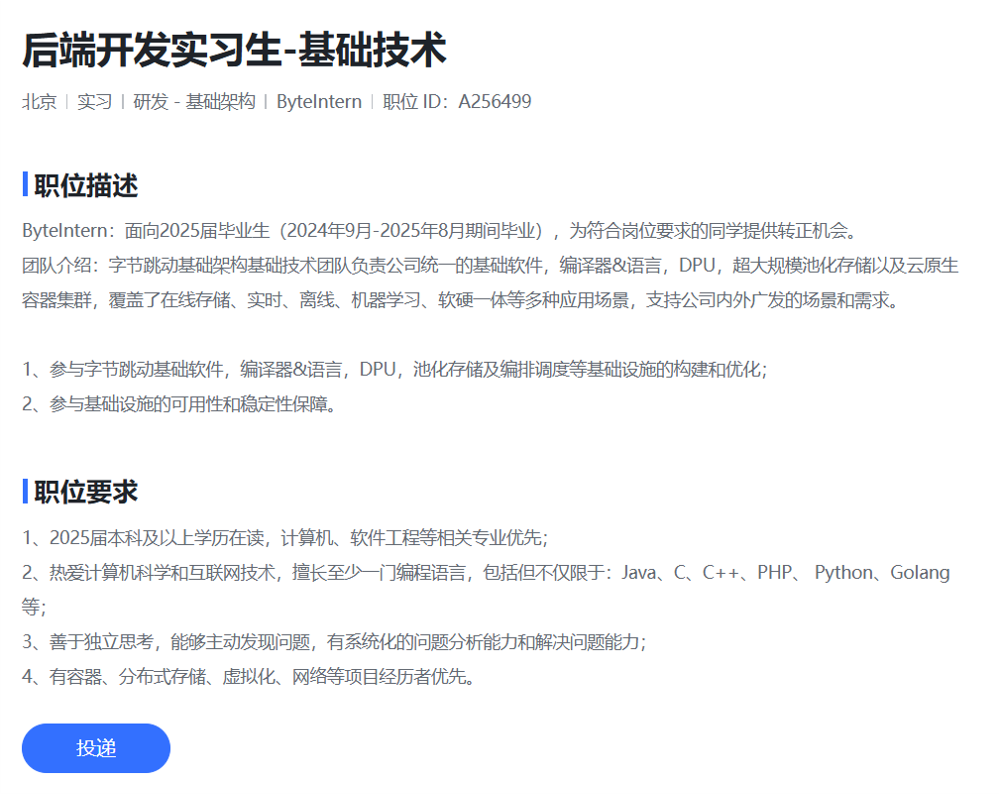 后端开发实习生-基础技术
北京 | 实习 | 研发 - 基础架构 | ByteIntern | 职位 ID：A256499
职位描述
ByteIntern：面向2025届毕业生（2024年9月-2025年8月期间毕业），为符合岗位要求的同学提供转正机会。
团队介绍：字节跳动基础架构基础技术团队负责公司统一的基础软件，编译器&语言，DPU，超大规模池化存储以及云原生
容器集群，覆盖了在线存储、实时、离线、机器学习、软硬一体等多种应用场景，支持公司内外广发的场景和需求。
1、参与字节跳动基础软件，编译器&语言，DPU，池化存储及编排调度等基础设施的构建和优化；
2、参与基础设施的可用性和稳定性保障。
职位要求
1、2025届本科及以上学历在读，计算机、软件工程等相关专业优先；
2、热爱计算机科学和互联网技术，擅长至少一门编程语言，包括但不仅限于：Java、C、C++、PHP、 Python、Golang
等；
3、善于独立思考，能够主动发现问题，有系统化的问题分析能力和解决问题能力；
4、有容器、分布式存储、虚拟化、网络等项目经历者优先。
投递